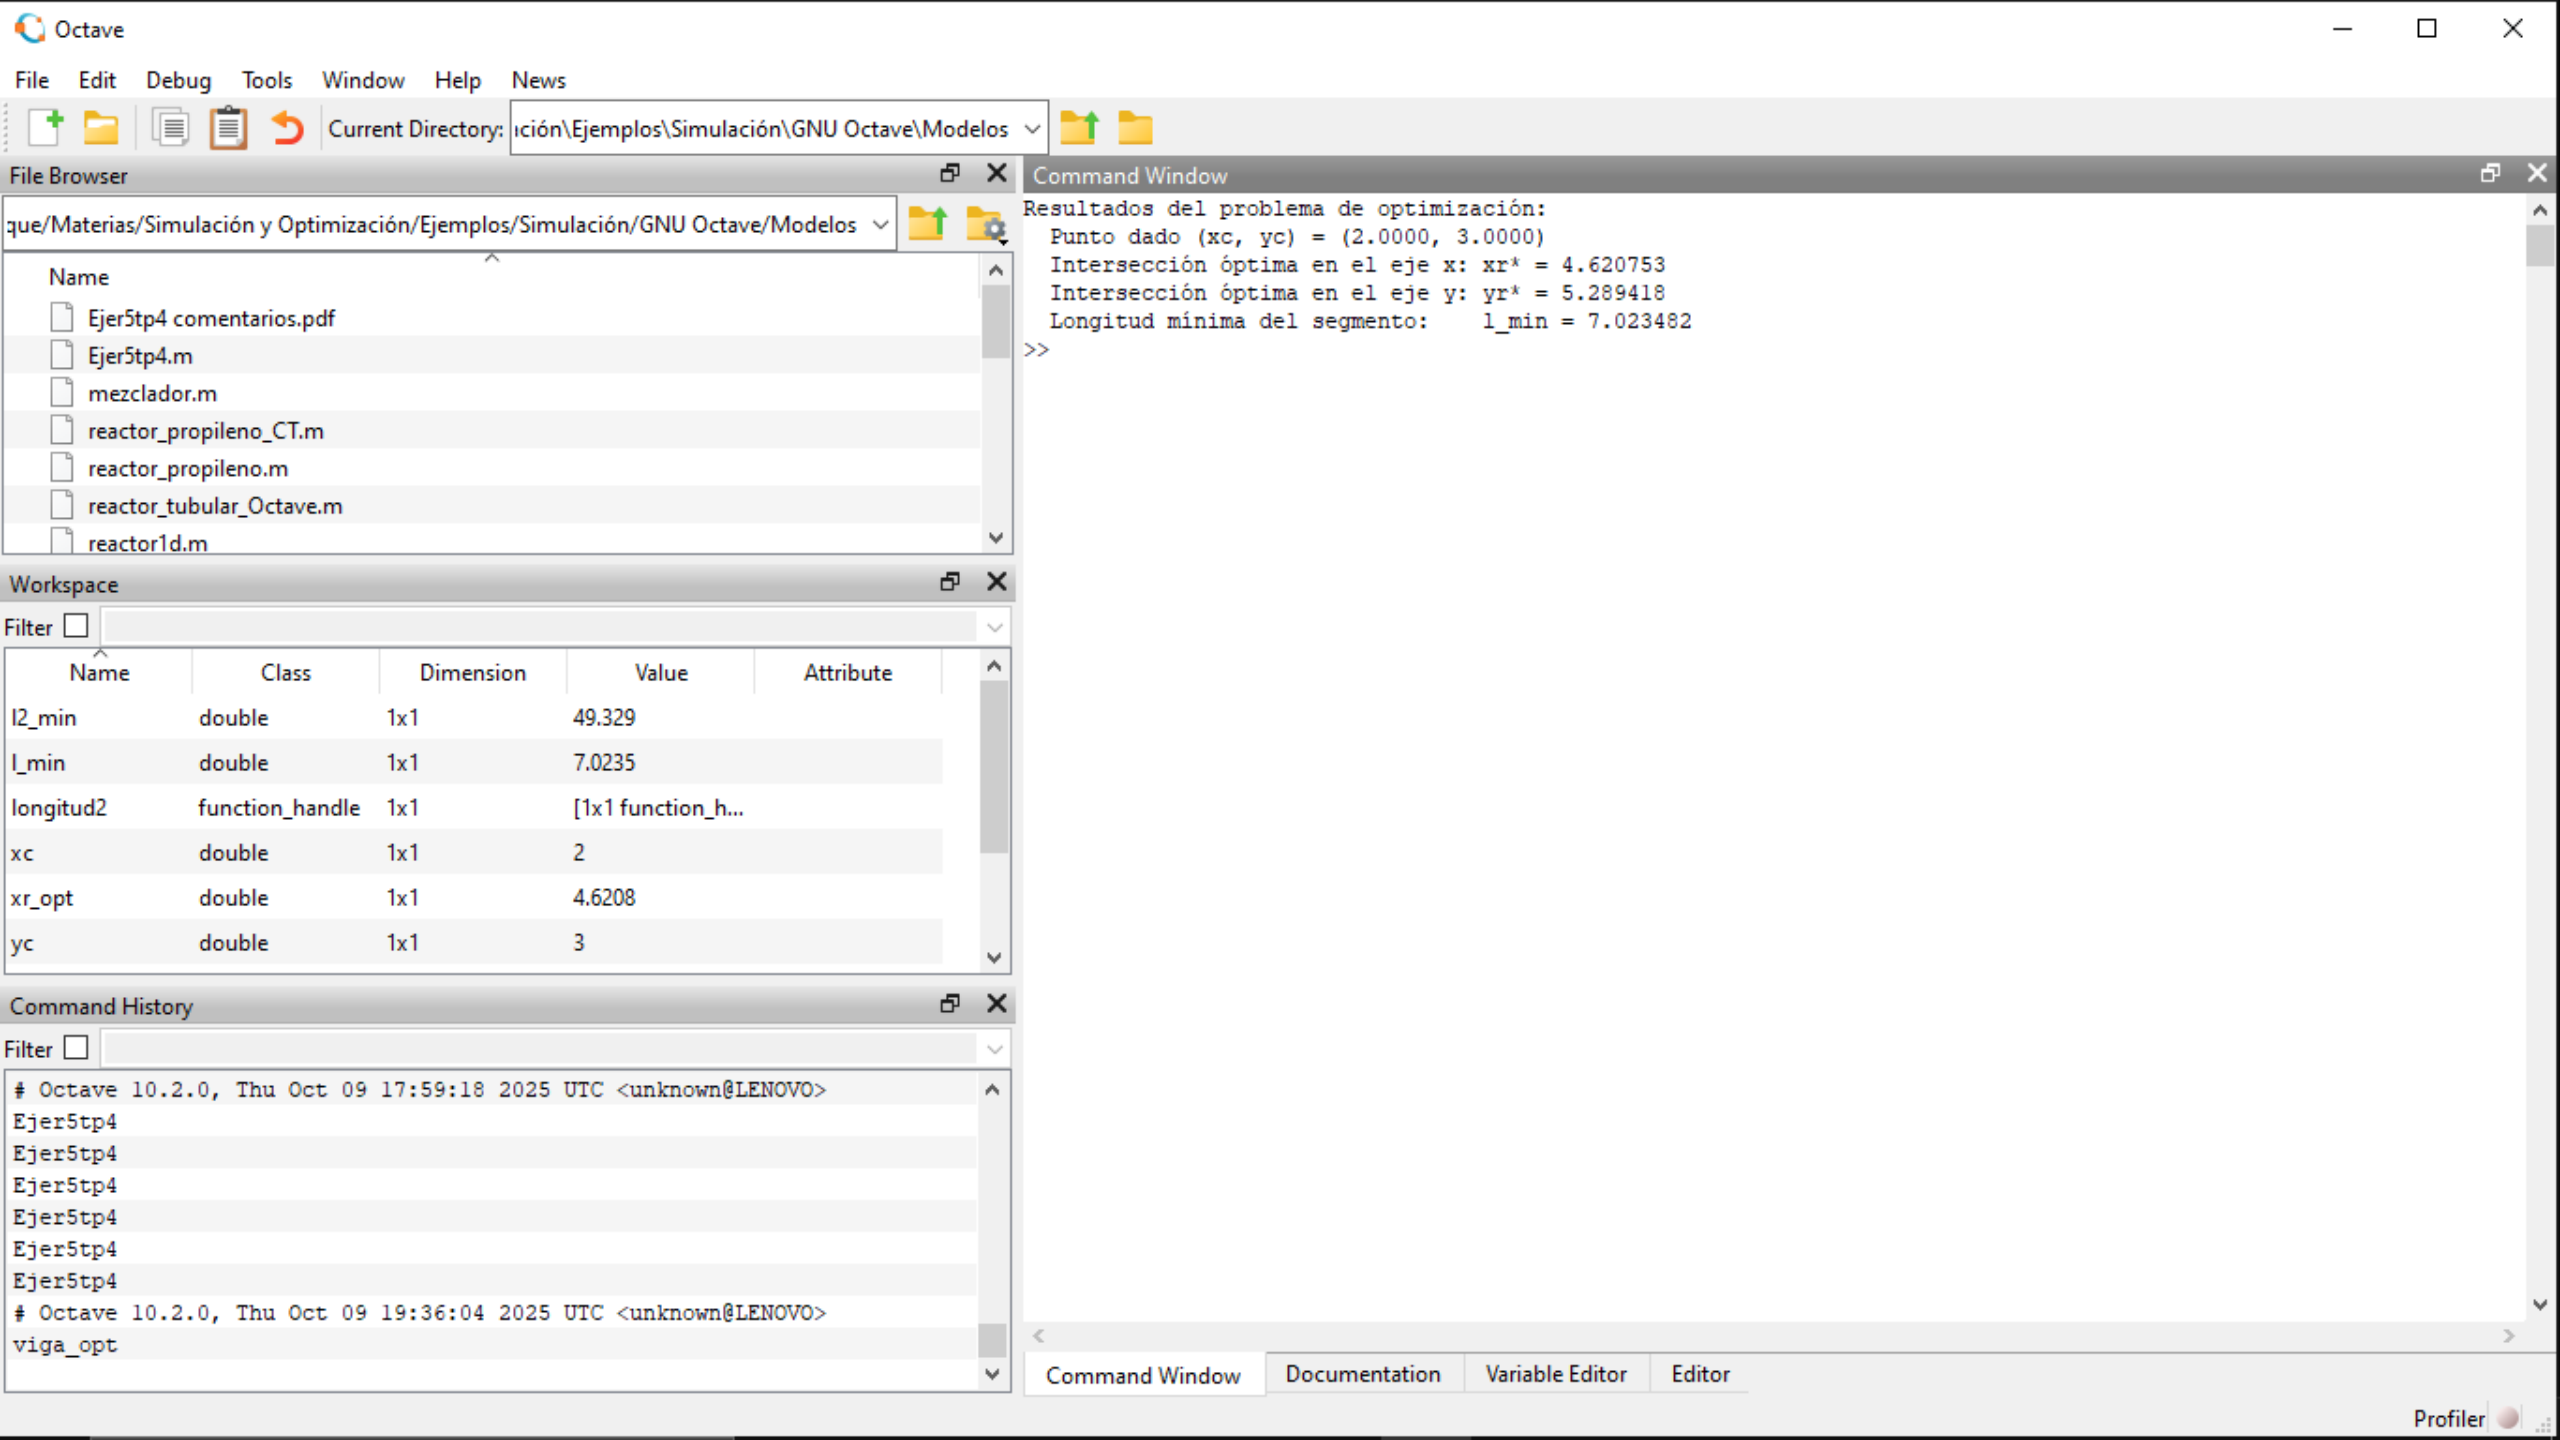 Octave
File Edit Debug Tools Window Help News
Current Directory: ción\Ejemplos\Simulación\GNU Octave\Modelos
File Browser
que/Materias/Simulación y Optimización/Ejemplos/Simulación/GNU Octave/Modelos
Name
Ejer5tp4 comentarios.pdf
Ejer5tp4.m
mezclador.m
reactor_propileno_CT.m
reactor_propileno.m
reactor_tubular_Octave.m
reactor1d.m
Workspace
Filter
Name Class Dimension Value Attribute
l2_min double 1x1 49.329
l_min double 1x1 7.0235
longitud2 function_handle 1x1 [1x1 function_h...
xc double 1x1 2
xr_opt double 1x1 4.6208
yc double 1x1 3
Command History
Filter
# Octave 10.2.0, Thu Oct 09 17:59:18 2025 UTC <unknown@LENOVO>
Ejer5tp4
Ejer5tp4
Ejer5tp4
Ejer5tp4
Ejer5tp4
Ejer5tp4
# Octave 10.2.0, Thu Oct 09 19:36:04 2025 UTC <unknown@LENOVO>
viga_opt
Command Window
Resultados del problema de optimización:
Punto dado (xc, yc) = (2.0000, 3.0000)
Intersección óptima en el eje x: xr* = 4.620753
Intersección óptima en el eje y: yr* = 5.289418
Longitud mínima del segmento: l_min = 7.023482
>>
Command Window Documentation Variable Editor Editor
Profiler